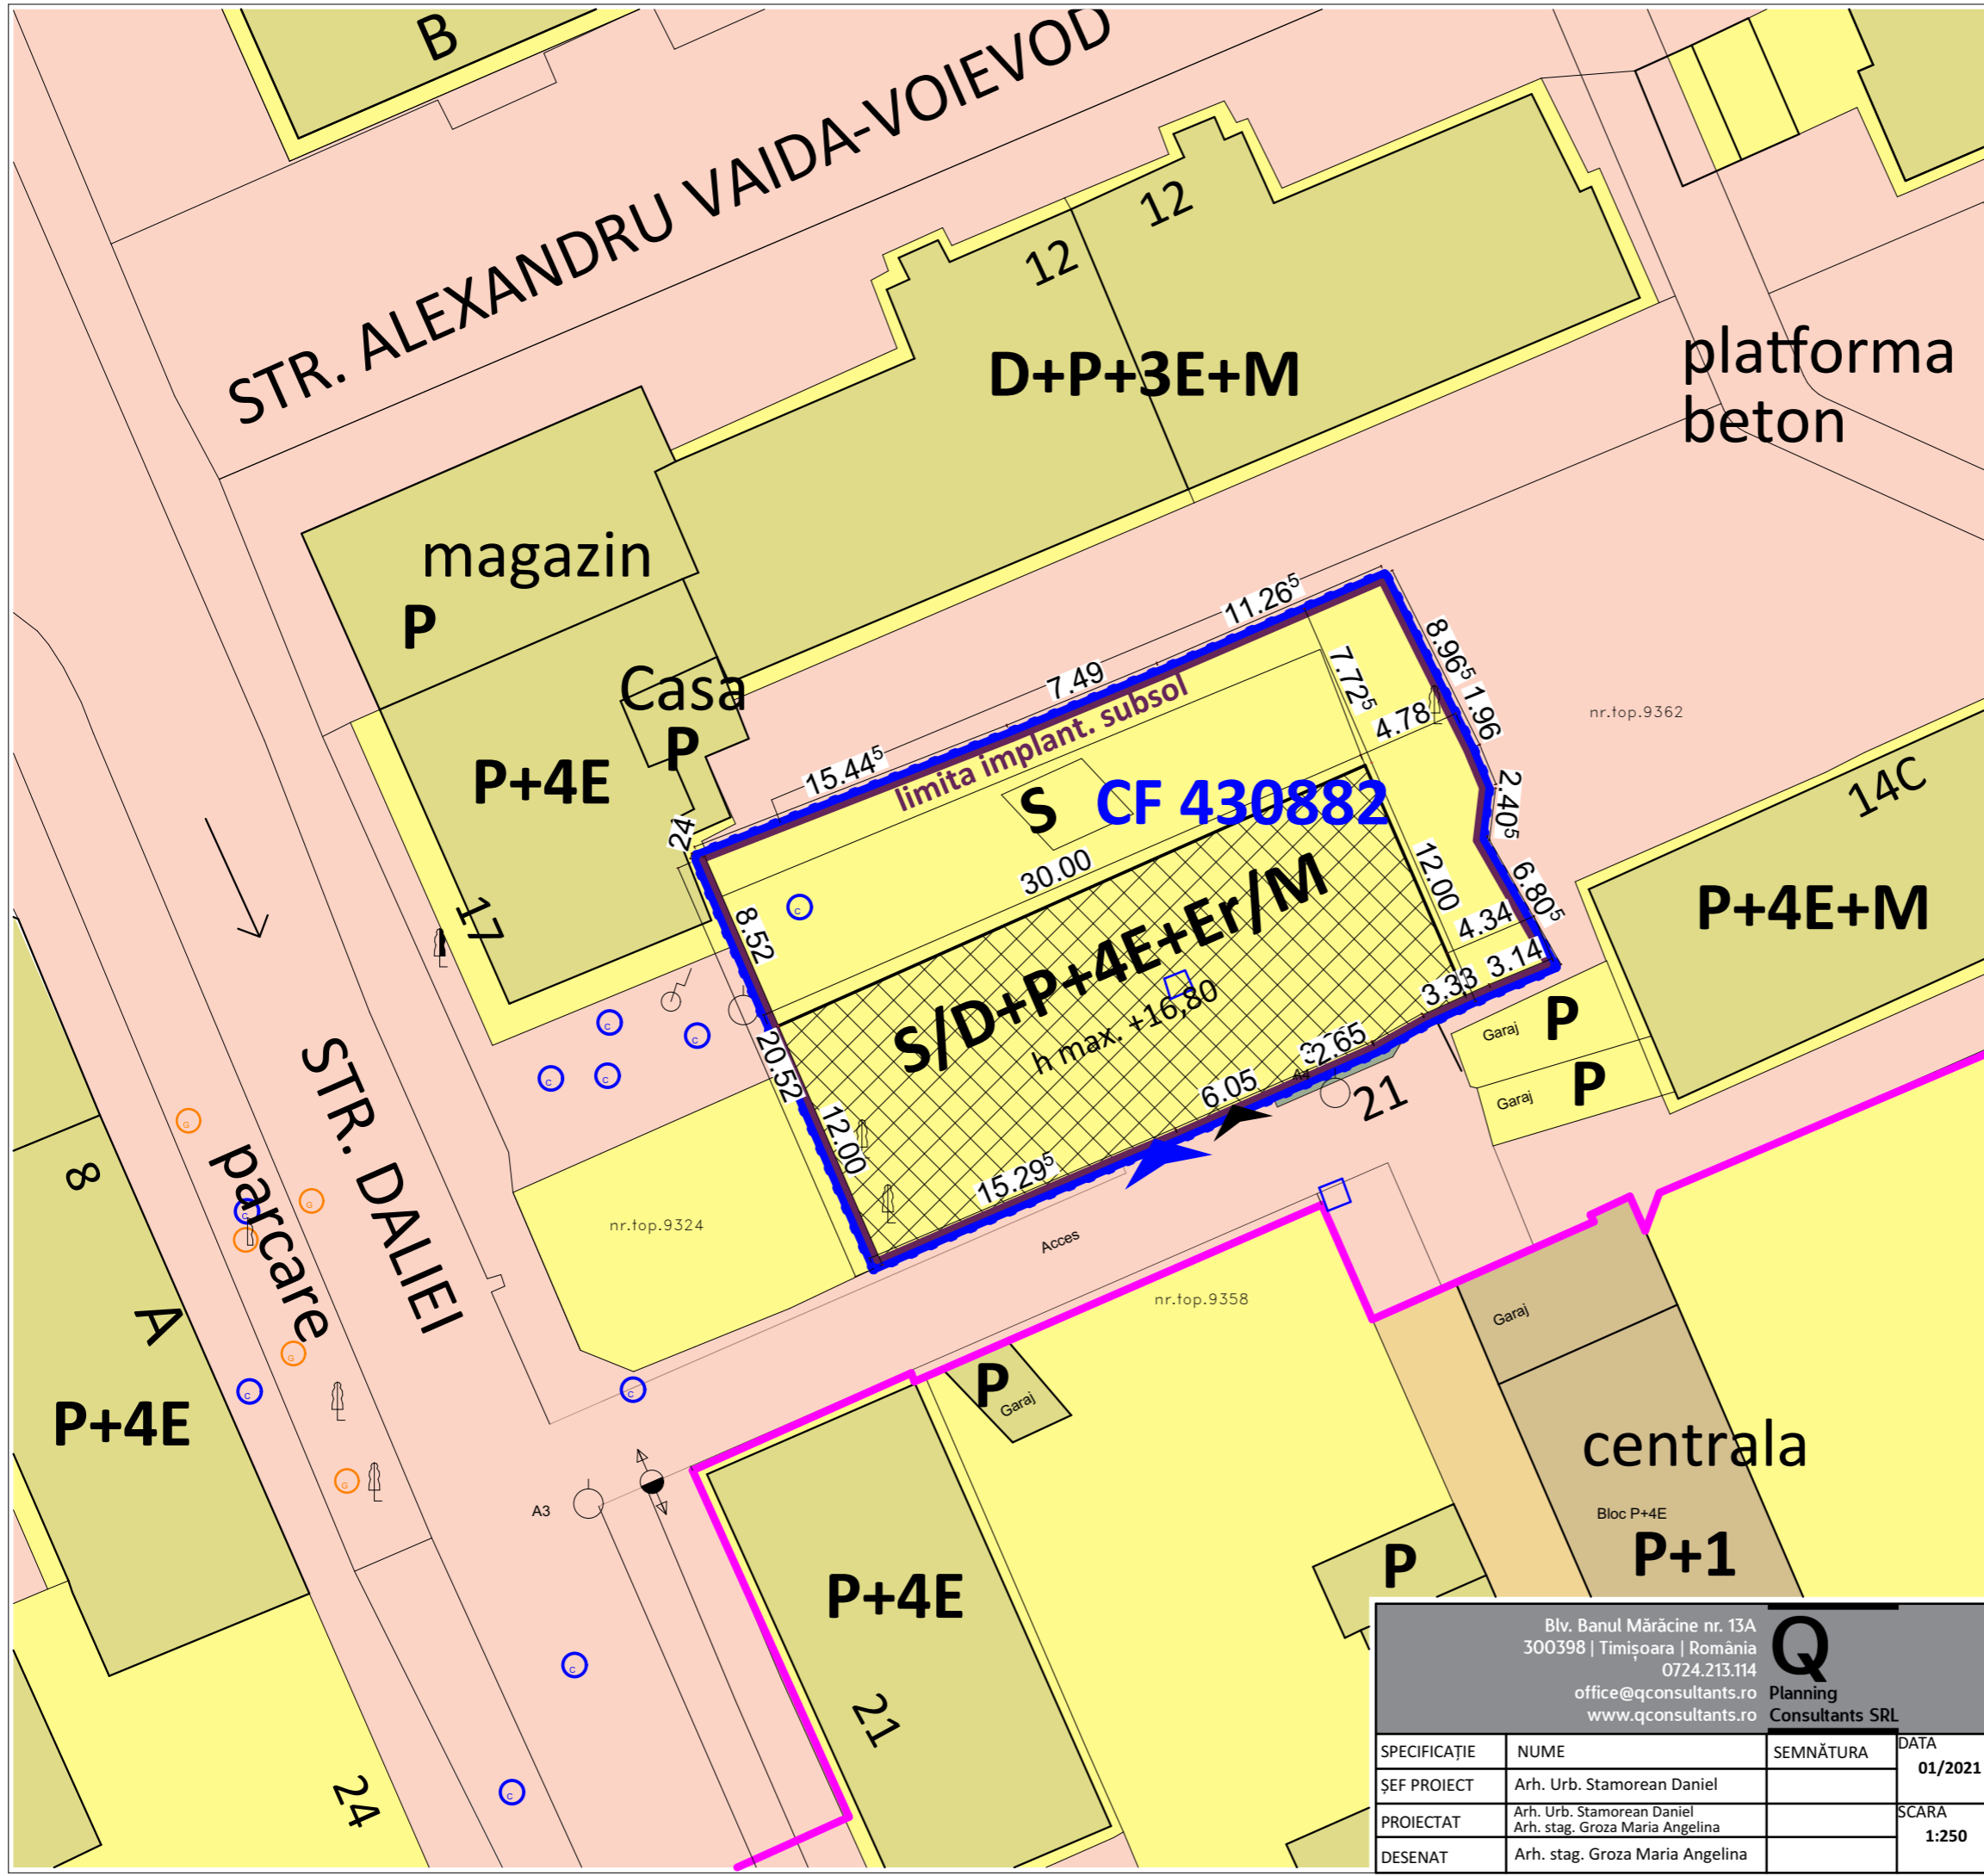 B
STR. ALEXANDRU VAIDA-VOIEVOD
12
12
D+P+3E+M
platforma
beton
magazin
P
Casa
P
P+4E
24
17
11.26⁵
7.49
15.44⁵
limita implant. subsol
8.96⁵
1.96
7.72⁵
4.78
2.40⁵
6.80⁵
nr.top.9362
14C
P+4E+M
S
CF 430882
30.00
12.00
4.34
3.14
3.33
8.52
S/D+P+4E+Er/M
h max. +16,80
2.65
6.05
A4
21
20.52
12.00
15.29⁵
Garaj
P
Garaj
P
STR. DALIEI
parcare
8
A
P+4E
nr.top.9324
Acces
nr.top.9358
P
Garaj
Garaj
centrala
Bloc P+4E
P+1
P
A3
P+4E
21
24
C
C
C
C
C
C
C
C
C
C
G
G
G
G
G
Blv. Banul Mărăcine nr. 13A
300398 | Timișoara | România
0724.213.114
office@qconsultants.ro
www.qconsultants.ro
Q
Planning
Consultants SRL
SPECIFICAȚIE NUME SEMNĂTURA DATA
01/2021
ȘEF PROIECT Arh. Urb. Stamorean Daniel
PROIECTAT Arh. Urb. Stamorean Daniel
Arh. stag. Groza Maria Angelina
SCARA
1:250
DESENAT Arh. stag. Groza Maria Angelina